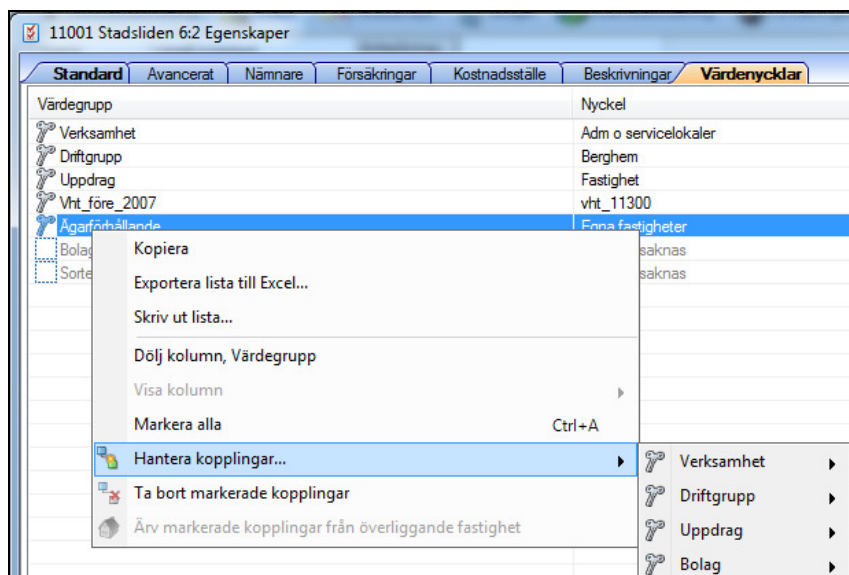 11001 Stadsliden 6:2 Egenskaper
Standard Avancerat Nämnare Försäkringar Kostnadsställe Beskrivningar Värdenycklar
Värdegrupp Nyckel
Verksamhet Adm o servicelokaler
Driftgrupp Berghem
Uppdrag Fastighet
Vht_före_2007 vht_11300
Ägarförhållande Egna fastigheter
Bolag saknas
Sorte saknas
Kopiera
Exportera lista till Excel...
Skriv ut lista...
Dölj kolumn, Värdegrupp
Visa kolumn
Markera alla Ctrl+A
Hantera kopplingar...
Ta bort markerade kopplingar
Ärv markerade kopplingar från överliggande fastighet
Verksamhet
Driftgrupp
Uppdrag
Bolag